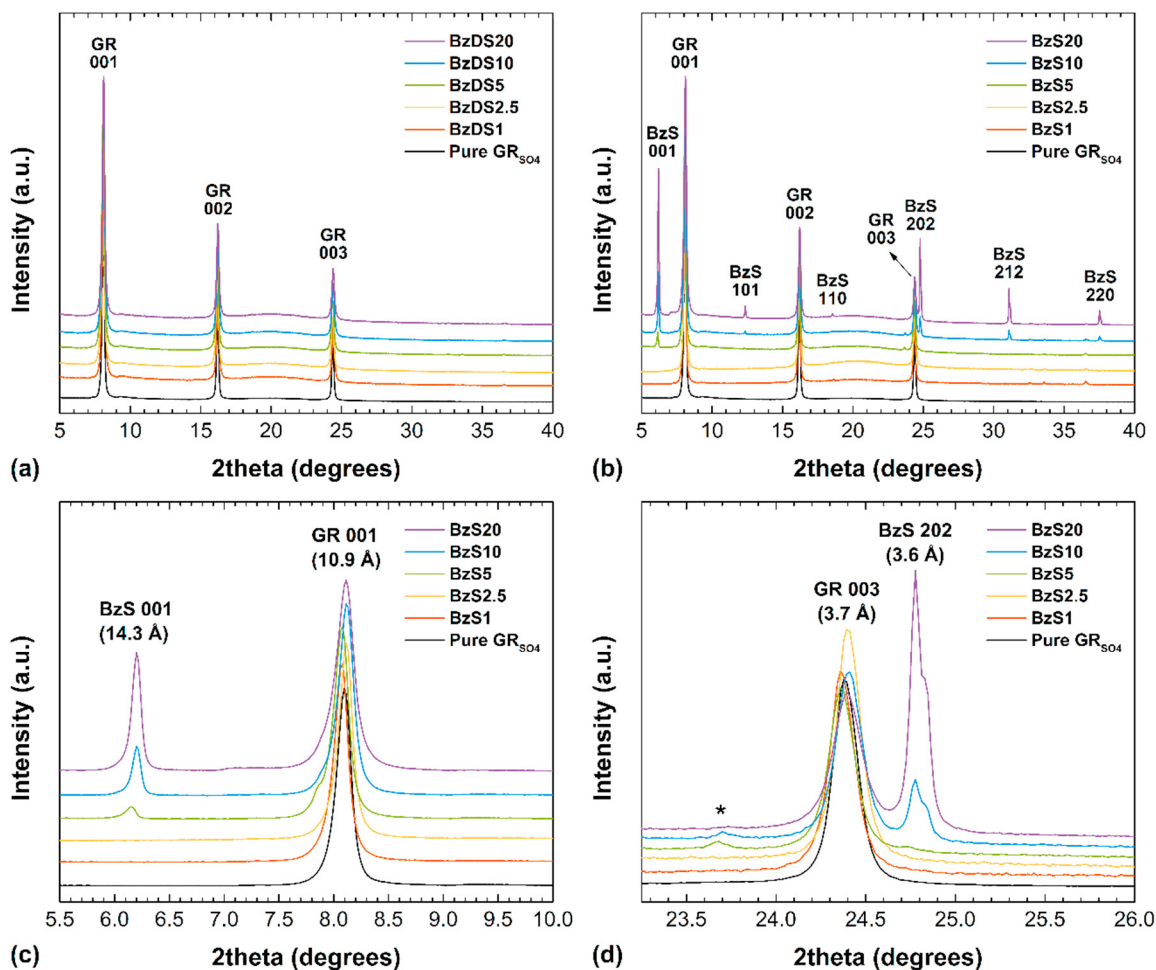 GR
001
GR
002
GR
003
BzDS20
BzDS10
BzDS5
BzDS2.5
BzDS1
Pure GRSO4
Intensity (a.u.)
5 10 15 20 25 30 35 40
2theta (degrees)
(a)
GR
001
BzS
001
BzS
101
GR
002
BzS
110
GR
003
BzS
202
BzS
212
BzS
220
BzS20
BzS10
BzS5
BzS2.5
BzS1
Pure GRSO4
Intensity (a.u.)
5 10 15 20 25 30 35 40
2theta (degrees)
(b)
BzS 001
(14.3 Å)
GR 001
(10.9 Å)
BzS20
BzS10
BzS5
BzS2.5
BzS1
Pure GRSO4
Intensity (a.u.)
5.5 6.0 6.5 7.0 7.5 8.0 8.5 9.0 9.5 10.0
2theta (degrees)
(c)
*
GR 003
(3.7 Å)
BzS 202
(3.6 Å)
BzS20
BzS10
BzS5
BzS2.5
BzS1
Pure GRSO4
Intensity (a.u.)
23.5 24.0 24.5 25.0 25.5 26.0
2theta (degrees)
(d)